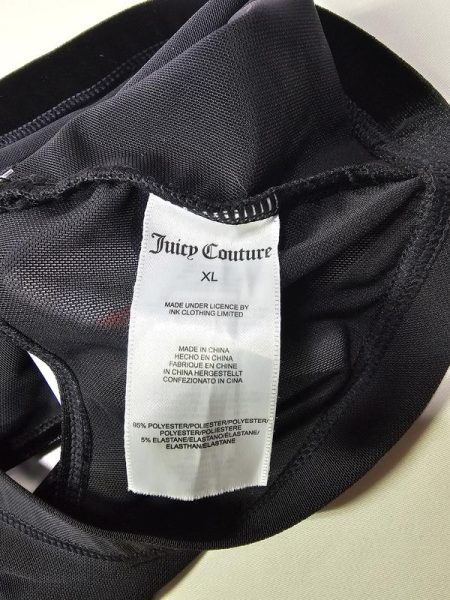 Juicy Couture
XL
MADE UNDER LICENCE BY
INK CLOTHING LIMITED
MADE IN CHINA
HECHO EN CHINA
FABRIQUE EN CHINE
IN CHINA HERGESTELLT
CONFEZIONATO IN CINA
95% POLYESTER/POLIESTER/POLYESTER/
POLYESTER/POLIESTERE
5% ELASTANE/ELASTANO/ÉLASTANE/
ELASTHAN/ELASTANE